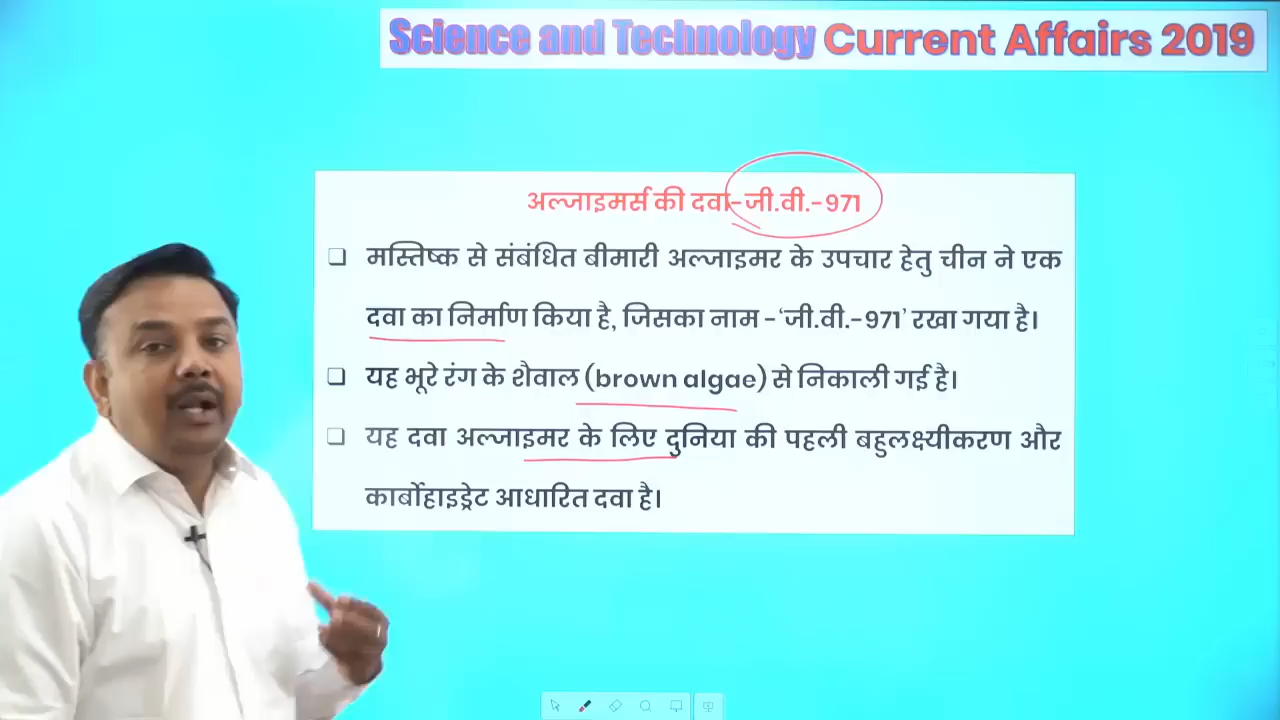 Science and Technology Current Affairs 2019
अल्जाइमर्स की दवा-जी.वी.-971
मस्तिष्क से संबंधित बीमारी अल्जाइमर के उपचार हेतु चीन ने एक
दवा का निर्माण किया है, जिसका नाम -‘जी.वी.-971’ रखा गया है।
यह भूरे रंग के शैवाल (brown algae) से निकाली गई है।
यह दवा अल्जाइमर के लिए दुनिया की पहली बहुलक्ष्यीकरण और
कार्बोहाइड्रेट आधारित दवा है।